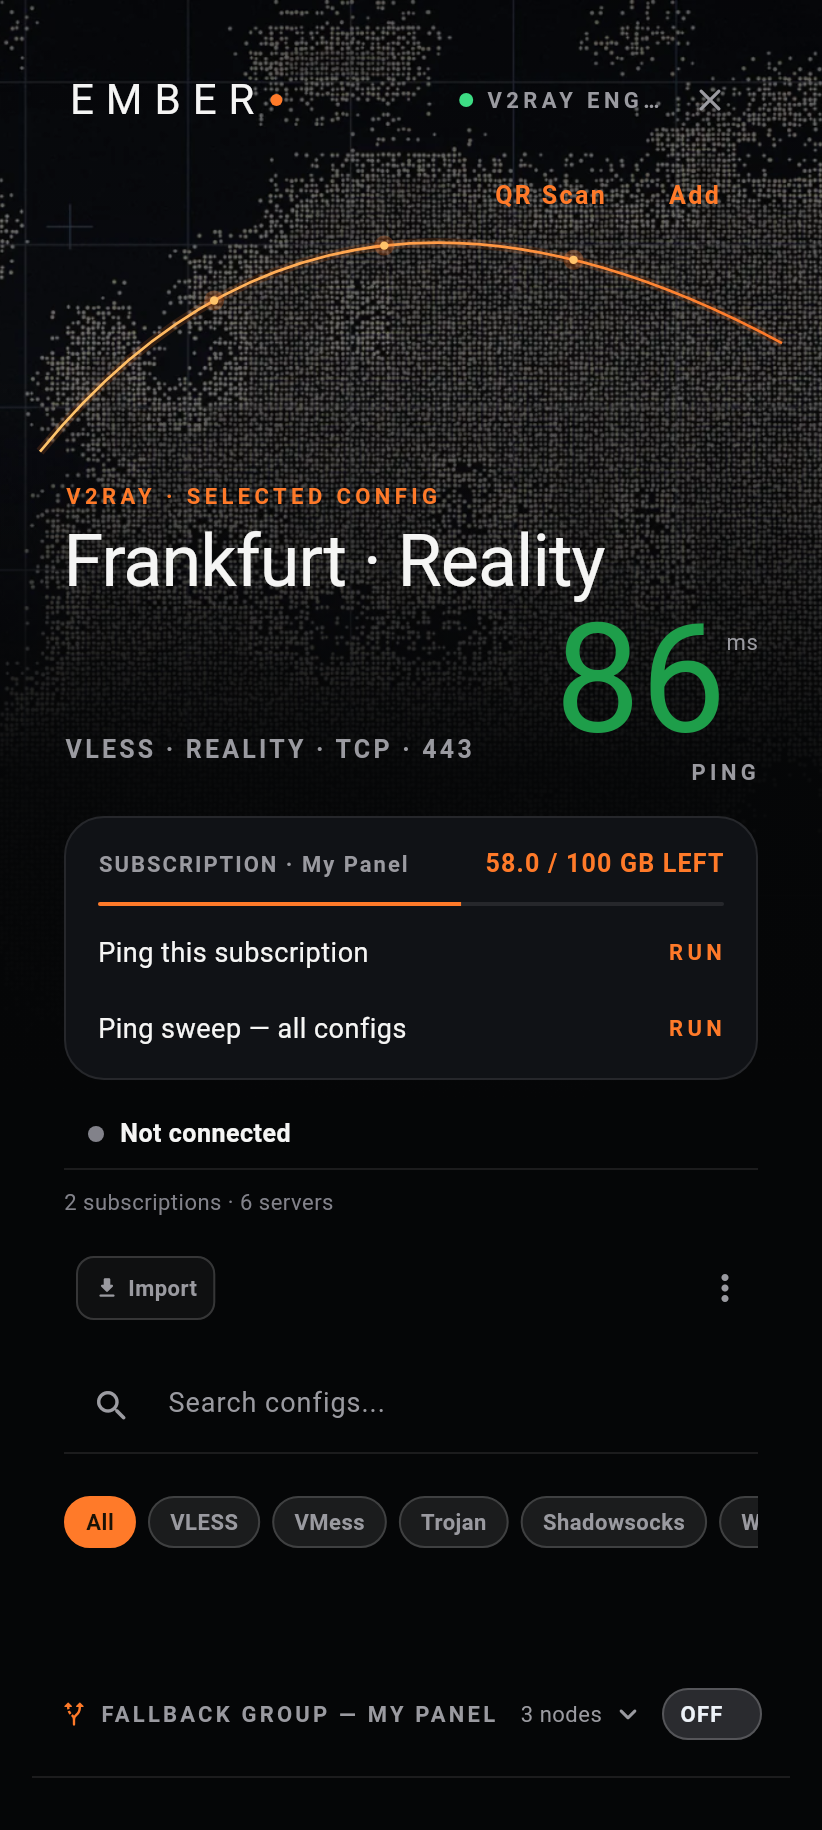 EMBER
V2RAY ENG…
QR Scan Add
V2RAY · SELECTED CONFIG
Frankfurt · Reality
86 ms
VLESS · REALITY · TCP · 443
PING
SUBSCRIPTION · My Panel 58.0 / 100 GB LEFT
Ping this subscription RUN
Ping sweep — all configs RUN
Not connected
2 subscriptions · 6 servers
Import
Search configs...
All VLESS VMess Trojan Shadowsocks W
FALLBACK GROUP — MY PANEL 3 nodes OFF